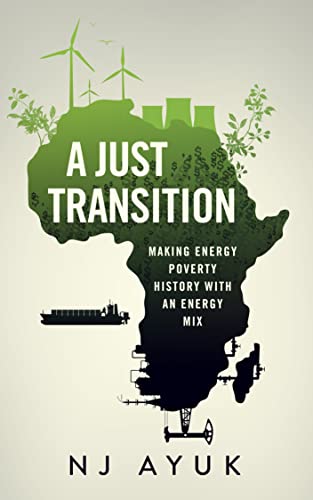 A JUST
TRANSITION
MAKING ENERGY
POVERTY
HISTORY WITH
AN ENERGY
MIX
NJ AYUK